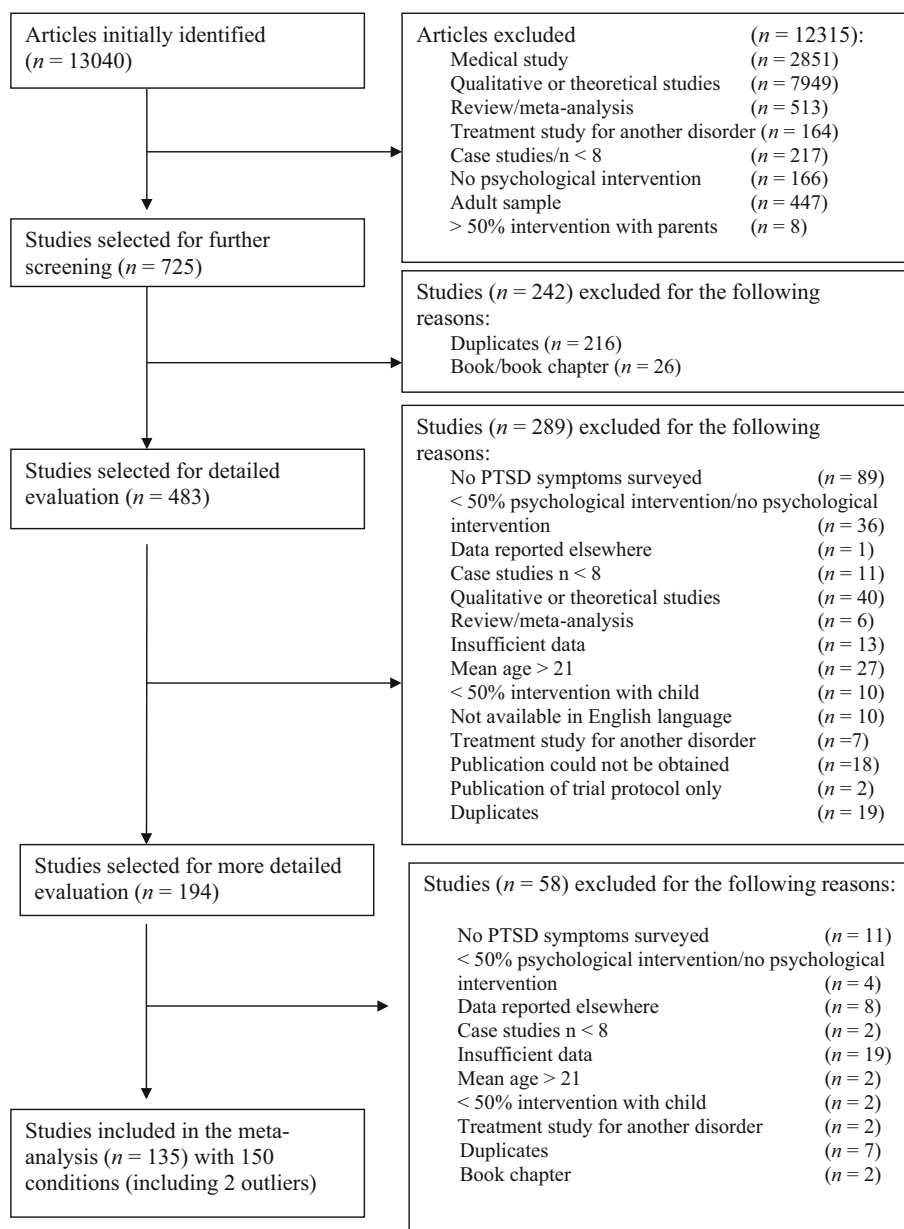 Articles initially identified
(n = 13040)
Articles excluded (n = 12315):
Medical study (n = 2851)
Qualitative or theoretical studies (n = 7949)
Review/meta-analysis (n = 513)
Treatment study for another disorder (n = 164)
Case studies/n < 8 (n = 217)
No psychological intervention (n = 166)
Adult sample (n = 447)
> 50% intervention with parents (n = 8)
Studies selected for further
screening (n = 725)
Studies (n = 242) excluded for the following
reasons:
Duplicates (n = 216)
Book/book chapter (n = 26)
Studies selected for detailed
evaluation (n = 483)
Studies (n = 289) excluded for the following
reasons:
No PTSD symptoms surveyed (n = 89)
< 50% psychological intervention/no psychological
intervention (n = 36)
Data reported elsewhere (n = 1)
Case studies n < 8 (n = 11)
Qualitative or theoretical studies (n = 40)
Review/meta-analysis (n = 6)
Insufficient data (n = 13)
Mean age > 21 (n = 27)
< 50% intervention with child (n = 10)
Not available in English language (n = 10)
Treatment study for another disorder (n =7)
Publication could not be obtained (n =18)
Publication of trial protocol only (n = 2)
Duplicates (n = 19)
Studies selected for more detailed
evaluation (n = 194)
Studies (n = 58) excluded for the following reasons:
No PTSD symptoms surveyed (n = 11)
< 50% psychological intervention/no psychological
intervention (n = 4)
Data reported elsewhere (n = 8)
Case studies n < 8 (n = 2)
Insufficient data (n = 19)
Mean age > 21 (n = 2)
< 50% intervention with child (n = 2)
Treatment study for another disorder (n = 2)
Duplicates (n = 7)
Book chapter (n = 2)
Studies included in the meta-
analysis (n = 135) with 150
conditions (including 2 outliers)